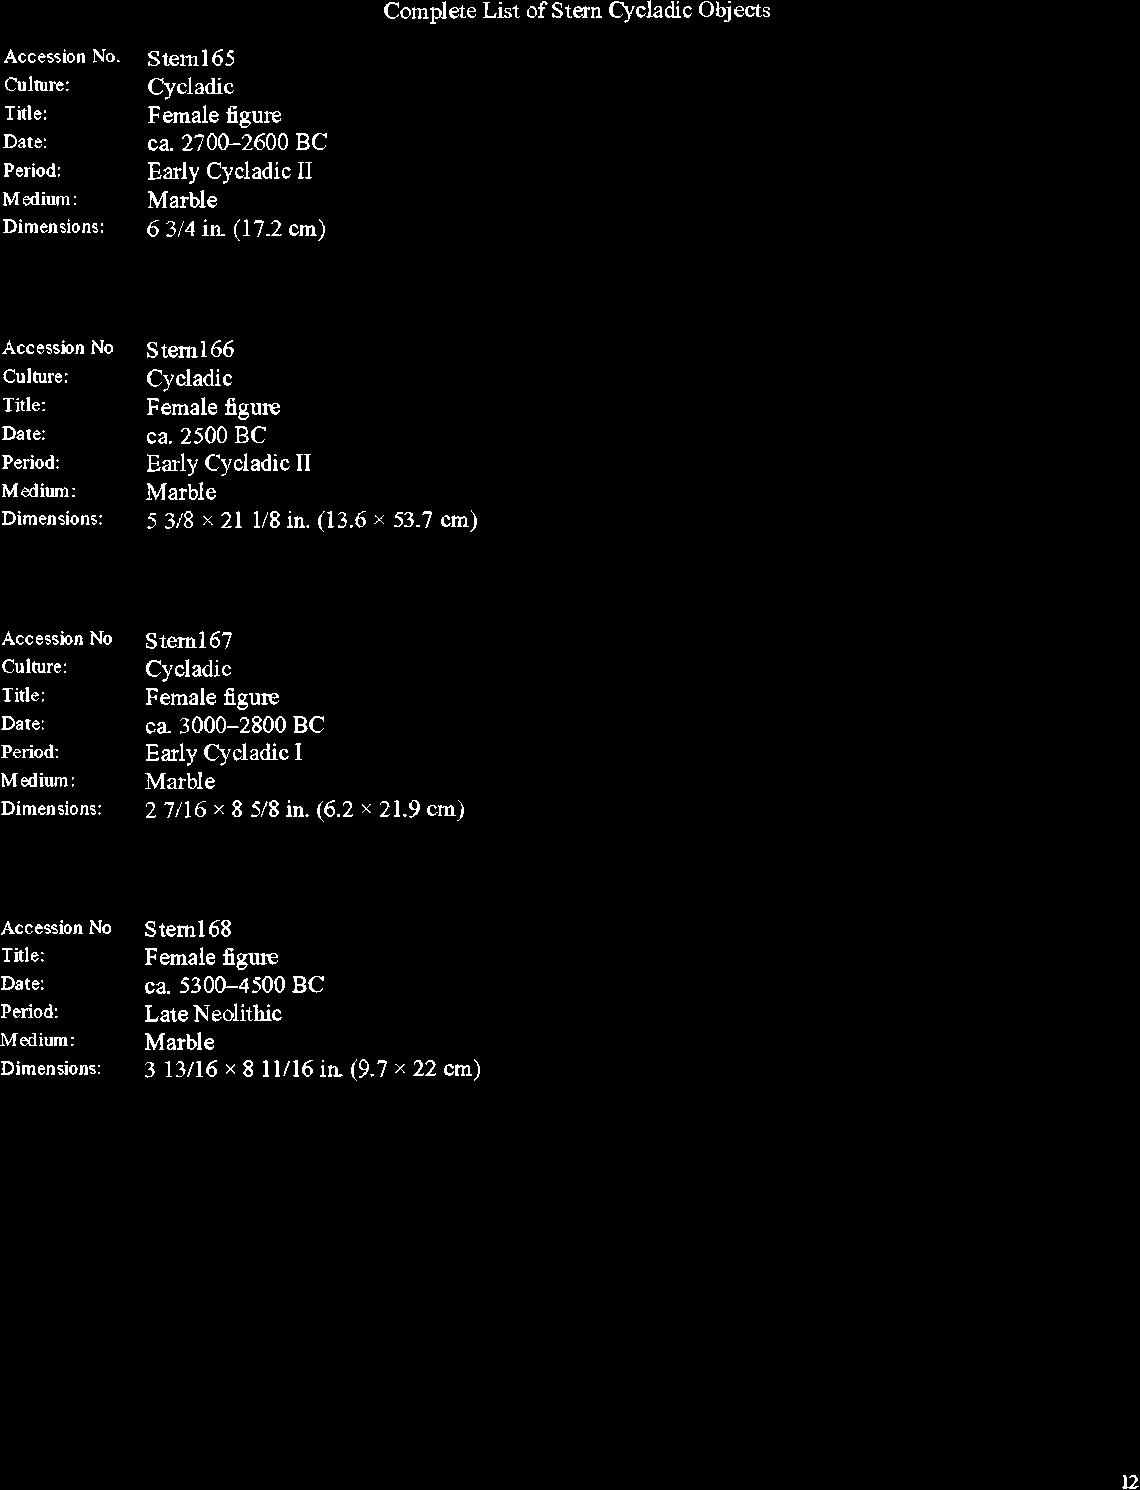 Complete List of Stern Cycladic Objects
Accession No. Stern165
Culture: Cycladic
Title: Female figure
Date: ca. 2700–2600 BC
Period: Early Cycladic II
Medium: Marble
Dimensions: 6 3/4 in. (17.2 cm)
Accession No Stern166
Culture: Cycladic
Title: Female figure
Date: ca. 2500 BC
Period: Early Cycladic II
Medium: Marble
Dimensions: 5 3/8 × 21 1/8 in. (13.6 × 53.7 cm)
Accession No Stern167
Culture: Cycladic
Title: Female figure
Date: ca. 3000–2800 BC
Period: Early Cycladic I
Medium: Marble
Dimensions: 2 7/16 × 8 5/8 in. (6.2 × 21.9 cm)
Accession No Stern168
Title: Female figure
Date: ca. 5300–4500 BC
Period: Late Neolithic
Medium: Marble
Dimensions: 3 13/16 × 8 11/16 in. (9.7 × 22 cm)
12